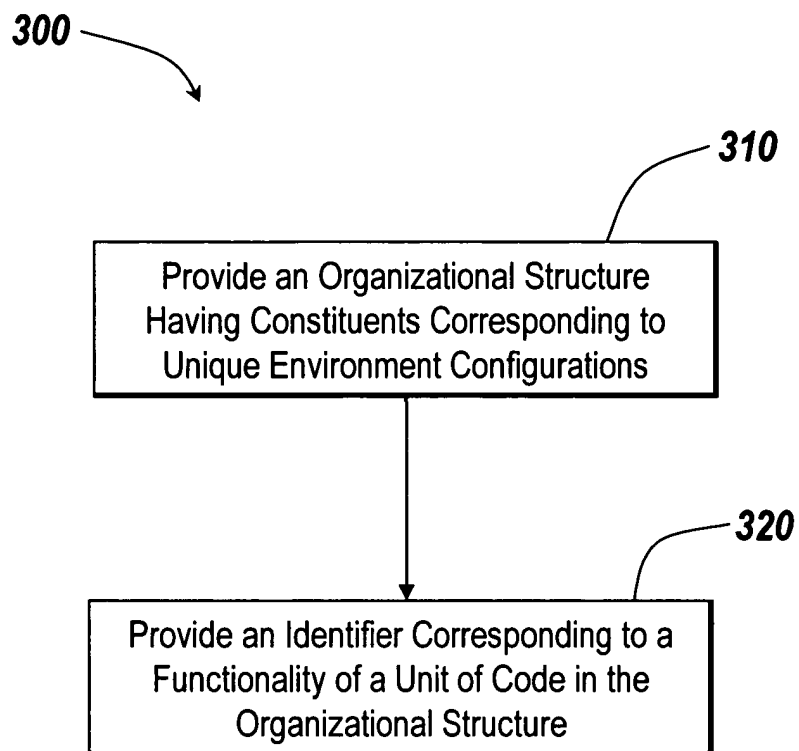 300
310
Provide an Organizational Structure
Having Constituents Corresponding to
Unique Environment Configurations
320
Provide an Identifier Corresponding to a
Functionality of a Unit of Code in the
Organizational Structure